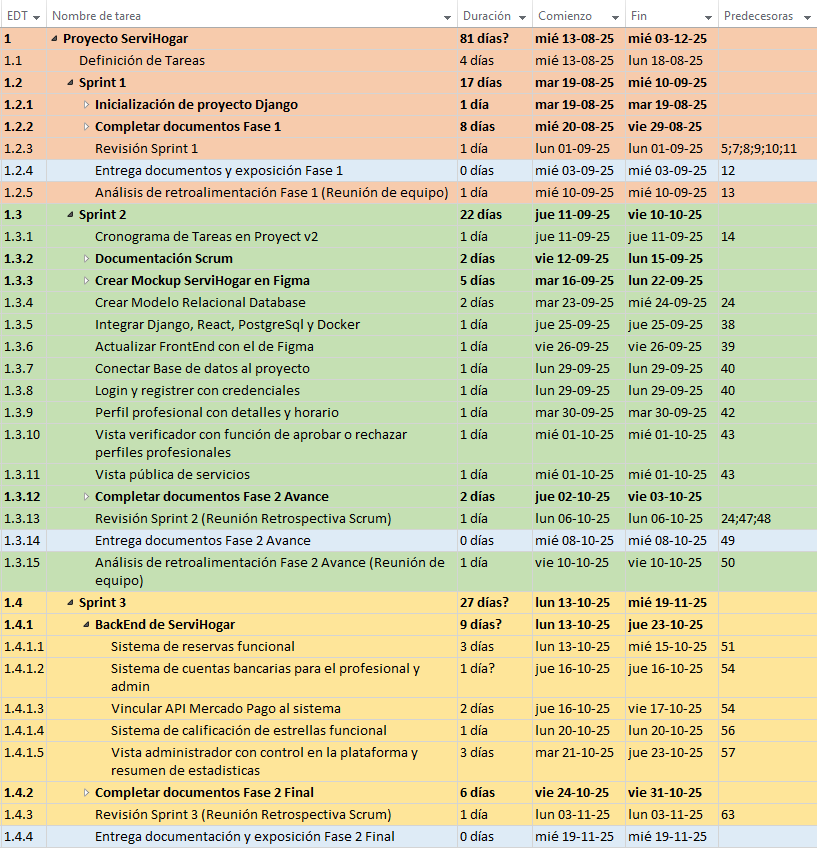 EDT Nombre de tarea Duración Comienzo Fin Predecesoras
1 Proyecto ServiHogar 81 días? mié 13-08-25 mié 03-12-25
1.1 Definición de Tareas 4 días mié 13-08-25 lun 18-08-25
1.2 Sprint 1 17 días mar 19-08-25 mié 10-09-25
1.2.1 Inicialización de proyecto Django 1 día mar 19-08-25 mar 19-08-25
1.2.2 Completar documentos Fase 1 8 días mié 20-08-25 vie 29-08-25
1.2.3 Revisión Sprint 1 1 día lun 01-09-25 lun 01-09-25 5;7;8;9;10;11
1.2.4 Entrega documentos y exposición Fase 1 0 días mié 03-09-25 mié 03-09-25 12
1.2.5 Análisis de retroalimentación Fase 1 (Reunión de equipo) 1 día mié 10-09-25 mié 10-09-25 13
1.3 Sprint 2 22 días jue 11-09-25 vie 10-10-25
1.3.1 Cronograma de Tareas en Proyect v2 1 día jue 11-09-25 jue 11-09-25 14
1.3.2 Documentación Scrum 2 días vie 12-09-25 lun 15-09-25
1.3.3 Crear Mockup ServiHogar en Figma 5 días mar 16-09-25 lun 22-09-25
1.3.4 Crear Modelo Relacional Database 2 días mar 23-09-25 mié 24-09-25 24
1.3.5 Integrar Django, React, PostgreSql y Docker 1 día jue 25-09-25 jue 25-09-25 38
1.3.6 Actualizar FrontEnd con el de Figma 1 día vie 26-09-25 vie 26-09-25 39
1.3.7 Conectar Base de datos al proyecto 1 día lun 29-09-25 lun 29-09-25 40
1.3.8 Login y registrer con credenciales 1 día lun 29-09-25 lun 29-09-25 40
1.3.9 Perfil profesional con detalles y horario 1 día mar 30-09-25 mar 30-09-25 42
1.3.10 Vista verificador con función de aprobar o rechazar 1 día mié 01-10-25 mié 01-10-25 43
perfiles profesionales
1.3.11 Vista pública de servicios 1 día mié 01-10-25 mié 01-10-25 43
1.3.12 Completar documentos Fase 2 Avance 2 días jue 02-10-25 vie 03-10-25
1.3.13 Revisión Sprint 2 (Reunión Retrospectiva Scrum) 1 día lun 06-10-25 lun 06-10-25 24;47;48
1.3.14 Entrega documentos Fase 2 Avance 0 días mié 08-10-25 mié 08-10-25 49
1.3.15 Análisis de retroalimentación Fase 2 Avance (Reunión de 1 día vie 10-10-25 vie 10-10-25 50
equipo)
1.4 Sprint 3 27 días? lun 13-10-25 mié 19-11-25
1.4.1 BackEnd de ServiHogar 9 días? lun 13-10-25 jue 23-10-25
1.4.1.1 Sistema de reservas funcional 3 días lun 13-10-25 mié 15-10-25 51
1.4.1.2 Sistema de cuentas bancarias para el profesional y 1 día? jue 16-10-25 jue 16-10-25 54
admin
1.4.1.3 Vincular API Mercado Pago al sistema 2 días jue 16-10-25 vie 17-10-25 54
1.4.1.4 Sistema de calificación de estrellas funcional 1 día lun 20-10-25 lun 20-10-25 56
1.4.1.5 Vista administrador con control en la plataforma y 3 días mar 21-10-25 jue 23-10-25 57
resumen de estadisticas
1.4.2 Completar documentos Fase 2 Final 6 días vie 24-10-25 vie 31-10-25
1.4.3 Revisión Sprint 3 (Reunión Retrospectiva Scrum) 1 día lun 03-11-25 lun 03-11-25 63
1.4.4 Entrega documentación y exposición Fase 2 Final 0 días mié 19-11-25 mié 19-11-25